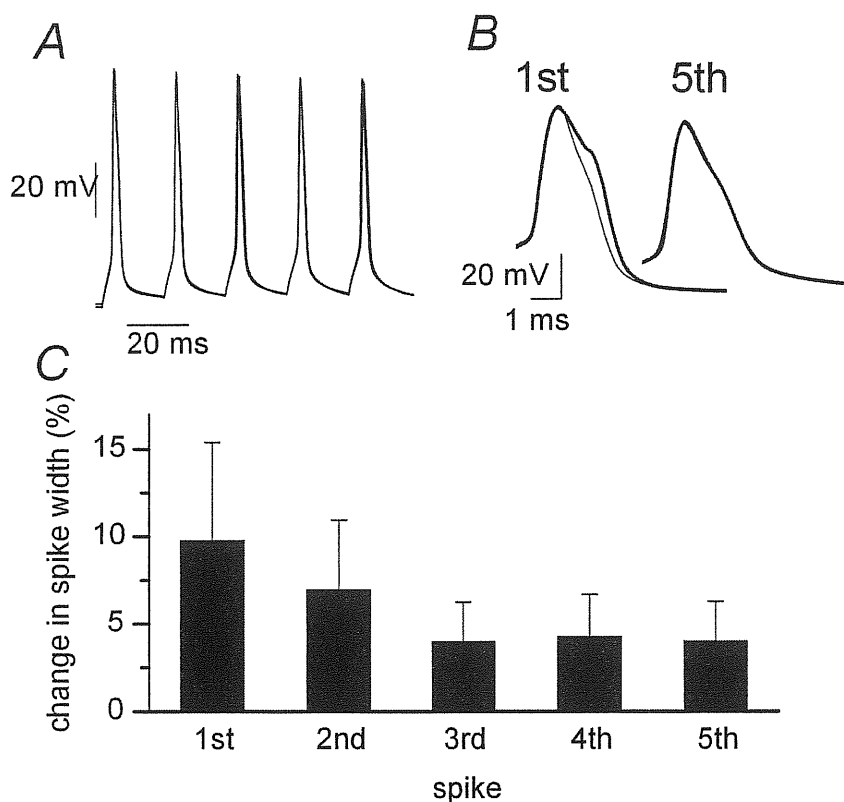 A
20 mV
20 ms
B
1st
5th
20 mV
1 ms
C
change in spike width (%)
15
10
5
0
1st
2nd
3rd
4th
5th
spike